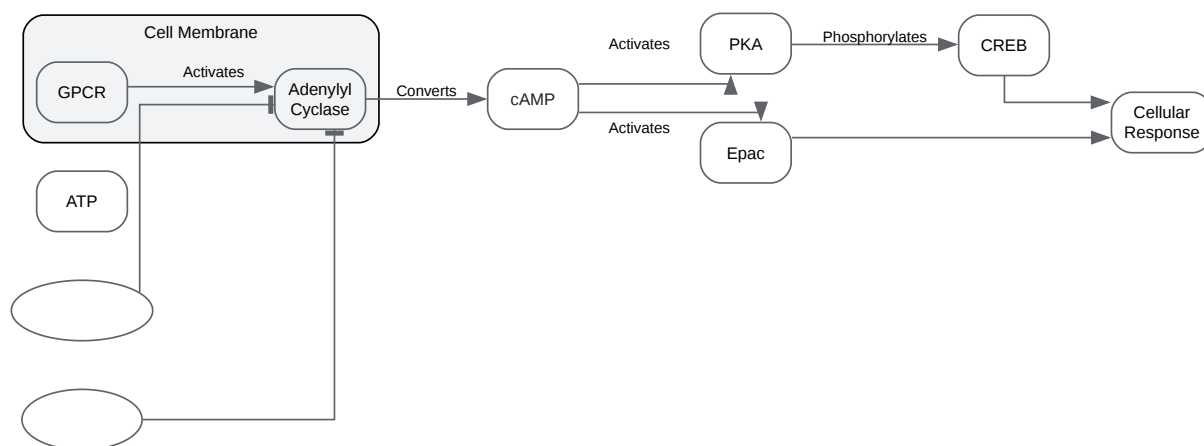 Cell Membrane
GPCR
Activates
Adenylyl
Cyclase
Converts
cAMP
Activates
Activates
PKA
Phosphorylates
CREB
Epac
Cellular
Response
ATP